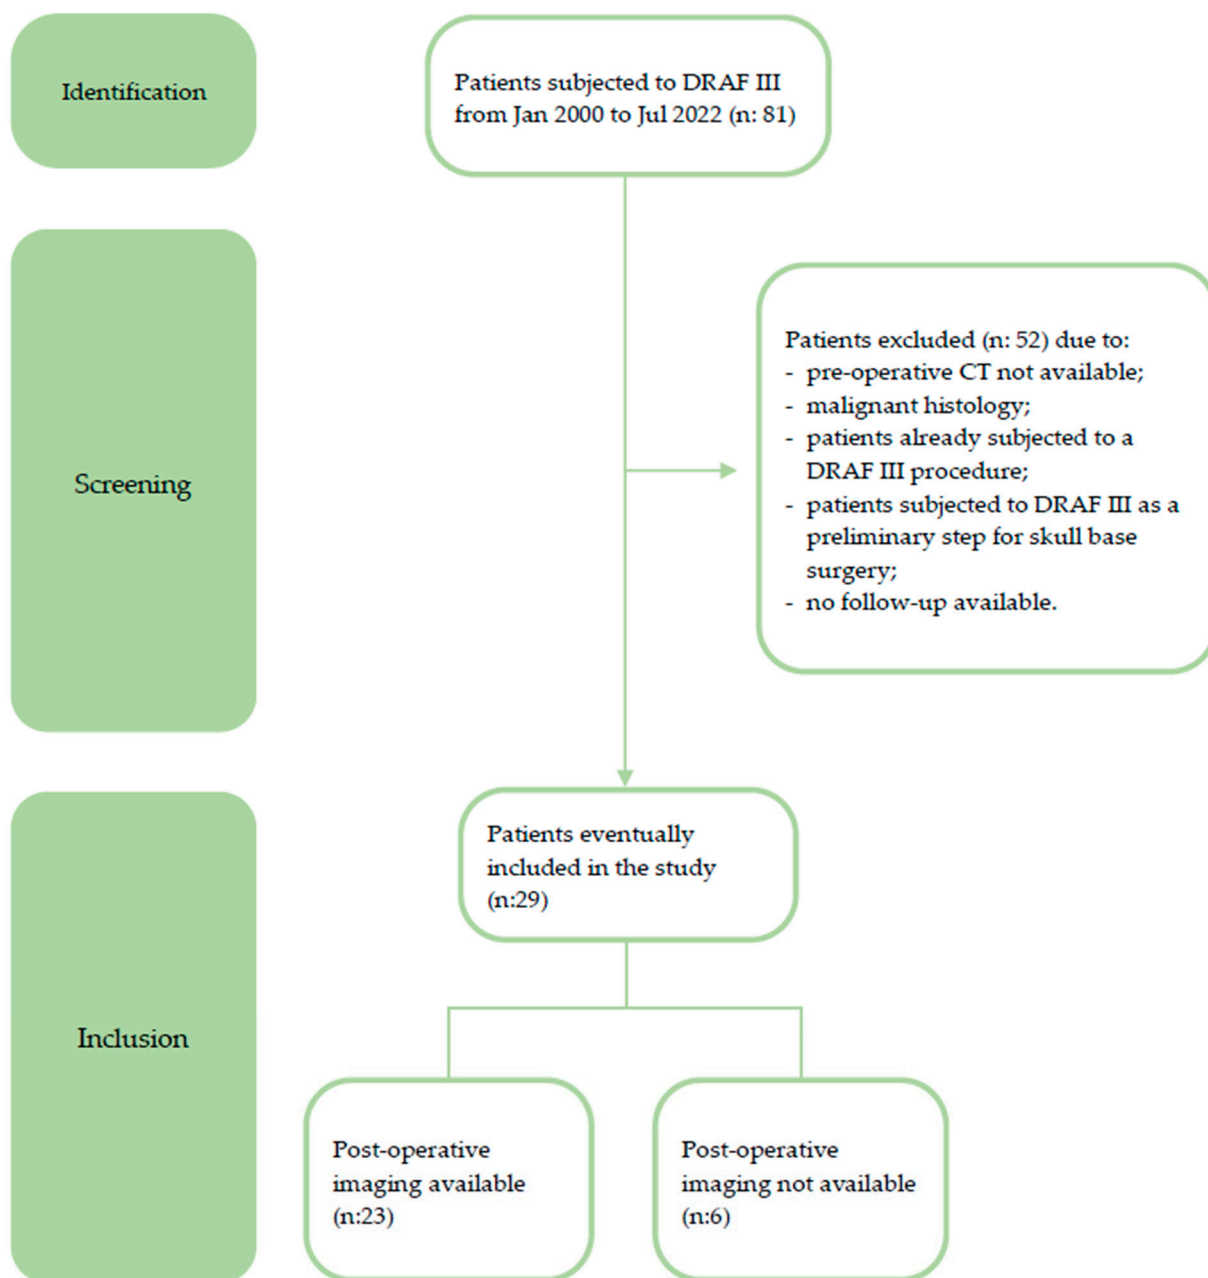 Identification
Patients subjected to DRAF III
from Jan 2000 to Jul 2022 (n: 81)
Screening
Patients excluded (n: 52) due to:
- pre-operative CT not available;
- malignant histology;
- patients already subjected to a
DRAF III procedure;
- patients subjected to DRAF III as a
preliminary step for skull base
surgery;
- no follow-up available.
Inclusion
Patients eventually
included in the study
(n:29)
Post-operative
imaging available
(n:23)
Post-operative
imaging not available
(n:6)